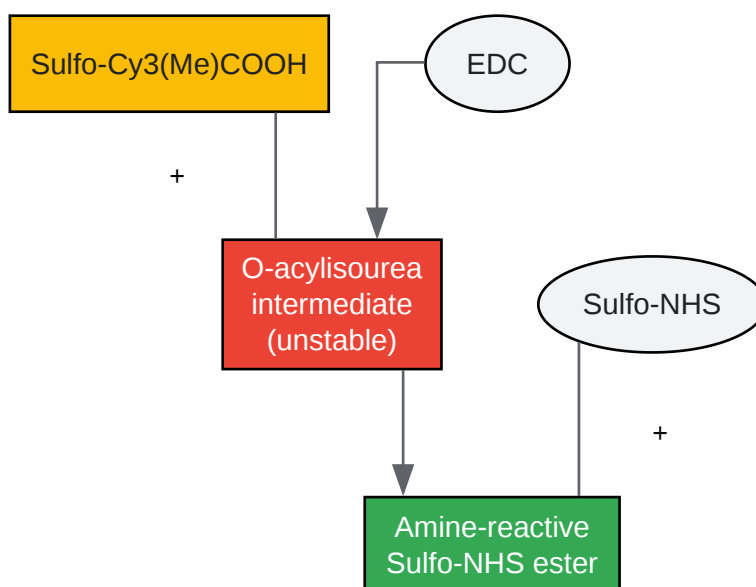 Sulfo-Cy3(Me)COOH
EDC
+
O-acylisourea
intermediate
(unstable)
Sulfo-NHS
+
Amine-reactive
Sulfo-NHS ester